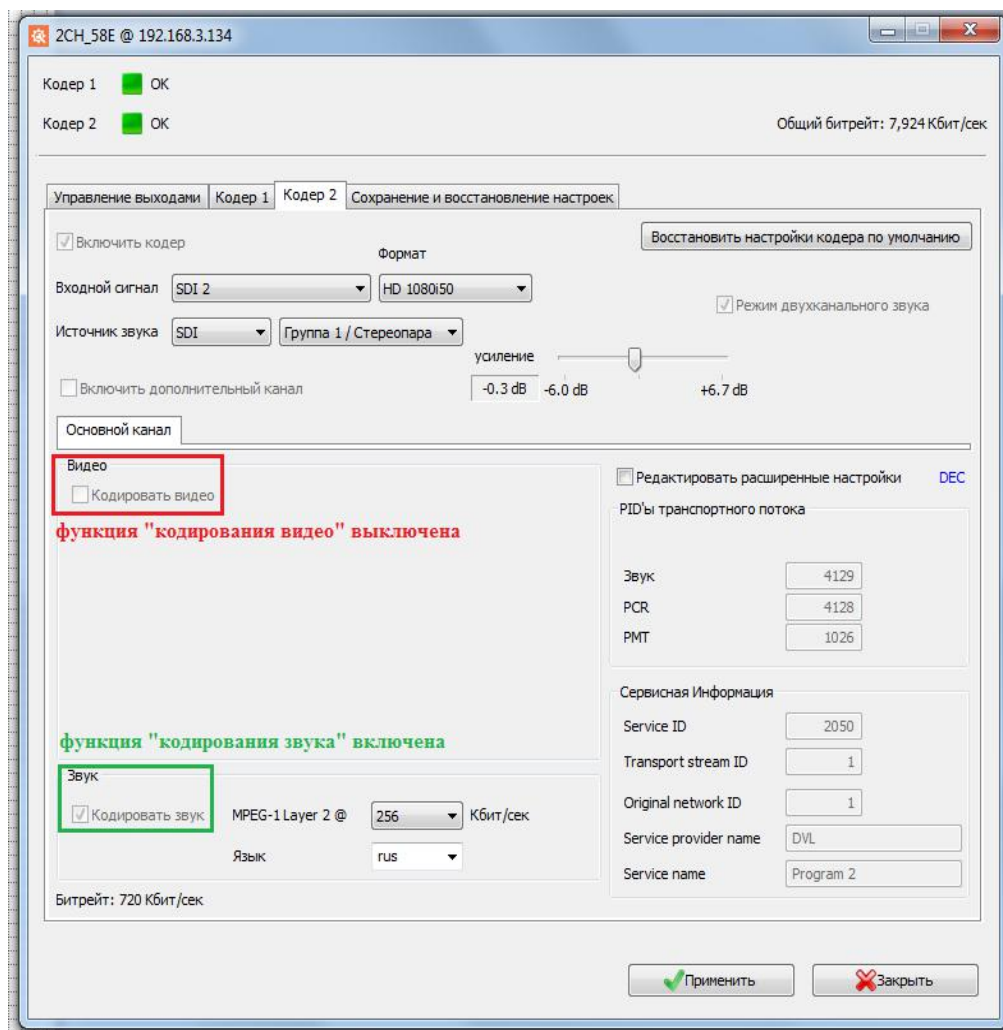 2CH_58E @ 192.168.3.134
Кодер 1 OK
Кодер 2 OK
Общий битрейт: 7,924 Кбит/сек
Управление выходами Кодер 1 Кодер 2 Сохранение и восстановление настроек
Включить кодер
Восстановить настройки кодера по умолчанию
Формат
Входной сигнал SDI 2 HD 1080i50
Режим двухканального звука
Источник звука SDI Группа 1 / Стереопара
усиление
Включить дополнительный канал
-0.3 dB -6.0 dB +6.7 dB
Основной канал
Видео
Кодировать видео
функция "кодирования видео" выключена
Редактировать расширенные настройки DEC
PID'ы транспортного потока
Звук 4129
PCR 4128
PMT 1026
Сервисная Информация
Service ID 2050
Transport stream ID 1
Original network ID 1
Service provider name DVL
Service name Program 2
функция "кодирования звука" включена
Звук
Кодировать звук MPEG-1 Layer 2 @ 256 Кбит/сек
Язык rus
Битрейт: 720 Кбит/сек
Применить Закрыть